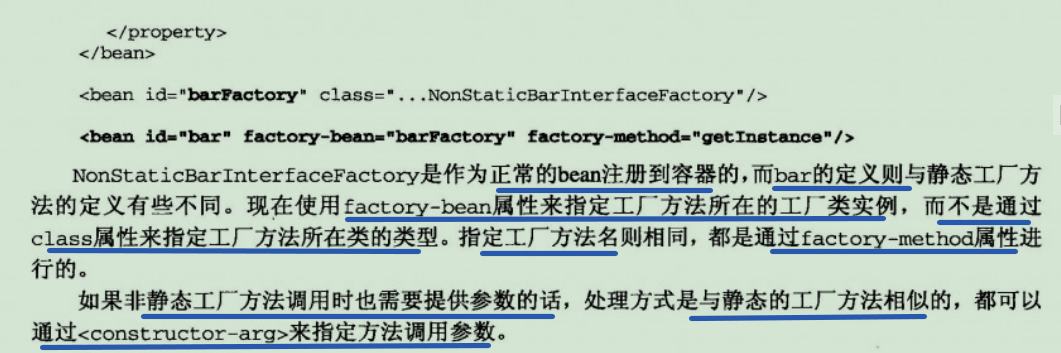 </property>
</bean>
<bean id="barFactory" class="...NonStaticBarInterfaceFactory"/>
<bean id="bar" factory-bean="barFactory" factory-method="getInstance"/>
NonStaticBarInterfaceFactory是作为正常的bean注册到容器的，而bar的定义则与静态工厂方
法的定义有些不同。现在使用factory-bean属性来指定工厂方法所在的工厂类实例，而不是通过
class属性来指定工厂方法所在类的类型。指定工厂方法名则相同，都是通过factory-method属性进
行的。
如果非静态工厂方法调用时也需要提供参数的话，处理方式是与静态的工厂方法相似的，都可以
通过<constructor-arg>来指定方法调用参数。